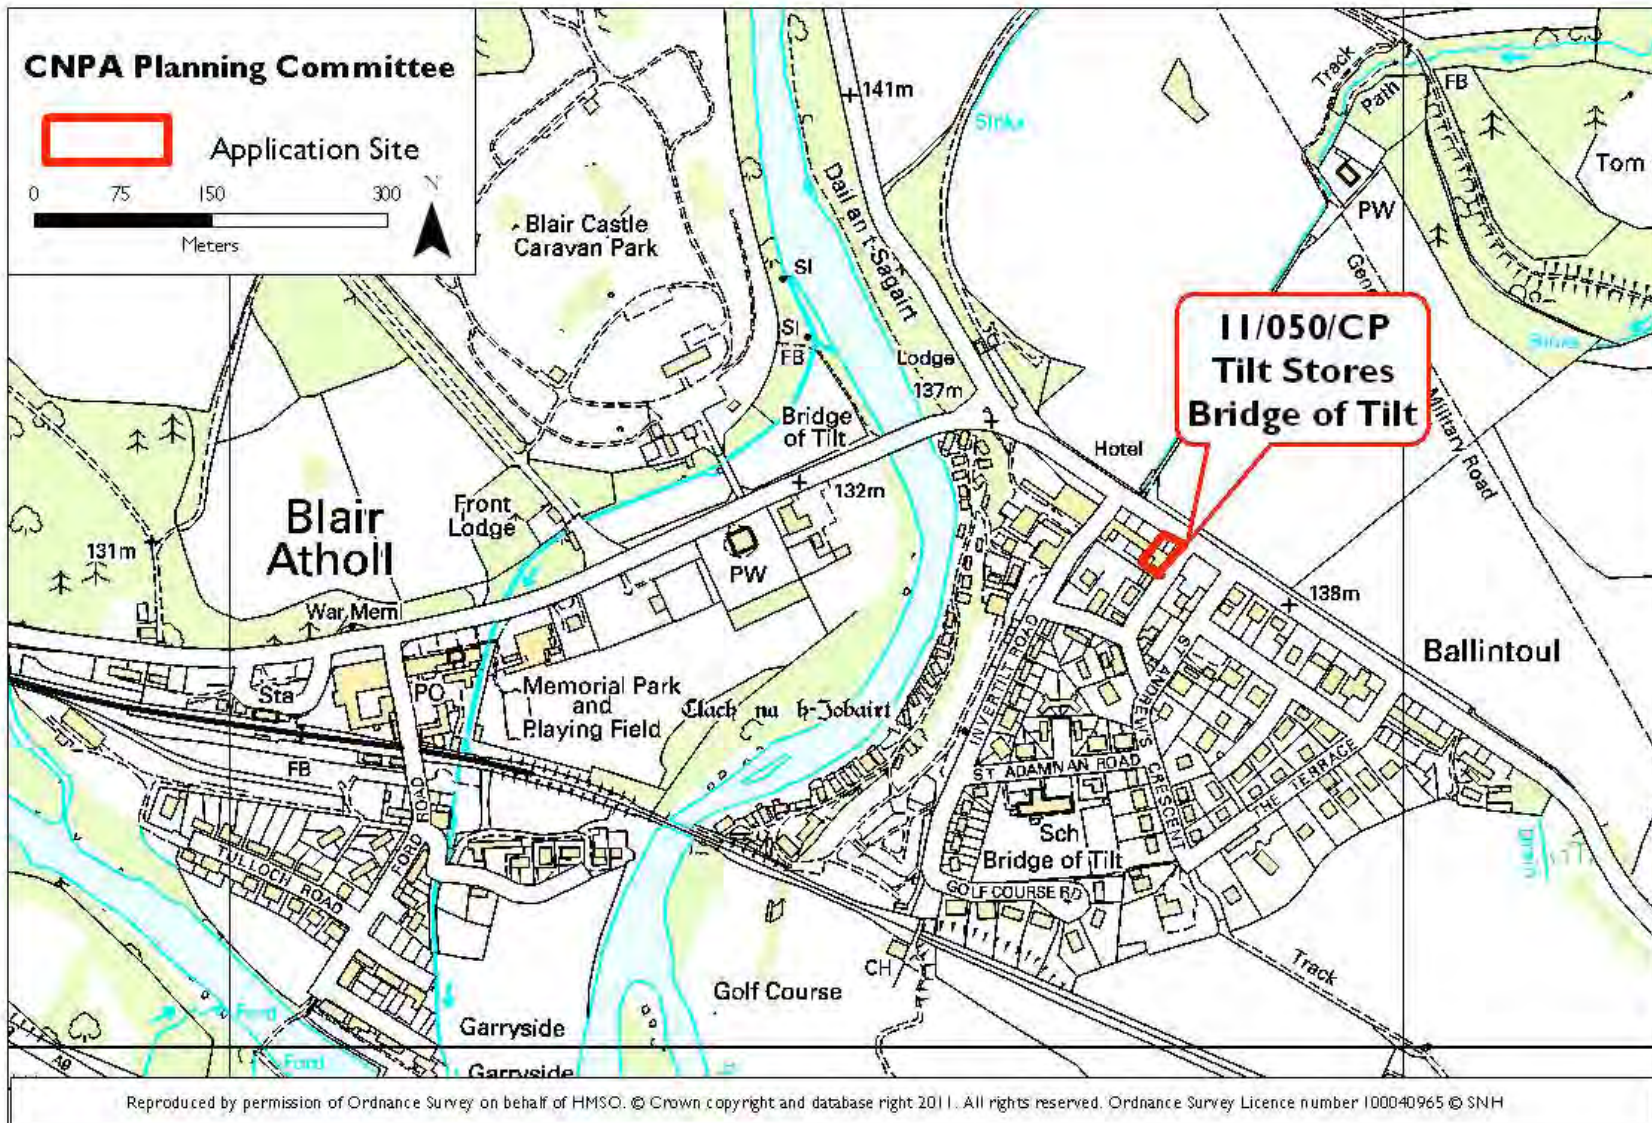 CNPA Planning Committee
Application Site
0 75 150 300
N
Meters
141m
Sinks
Track
Path
FB
Tom
PW
Dail an t-Sagairt
Blair Castle
Caravan Park
SI
SI
FB
Lodge
137m
Bridge
of Tilt
11/050/CP
Tilt Stores
Bridge of Tilt
Military Road
Hotel
132m
Front
Lodge
Blair
Atholl
131m
PW
War Meml
138m
Ballintoul
Sta
PO
Memorial Park
and
Playing Field
Clach na h-Iobairt
INVERTILT ROAD
ST ADAMNAN ROAD
ST ANDREWS CRESCENT
THE TERRACE
FB
FORD ROAD
TULLOCH ROAD
Sch
Bridge of Tilt
GOLF COURSE RD
Drain
CH
Track
Golf Course
Ford
Ford
A9
Garryside
Garryside
Reproduced by permission of Ordnance Survey on behalf of HMSO. © Crown copyright and database right 2011. All rights reserved. Ordnance Survey Licence number 100040965 © SNH